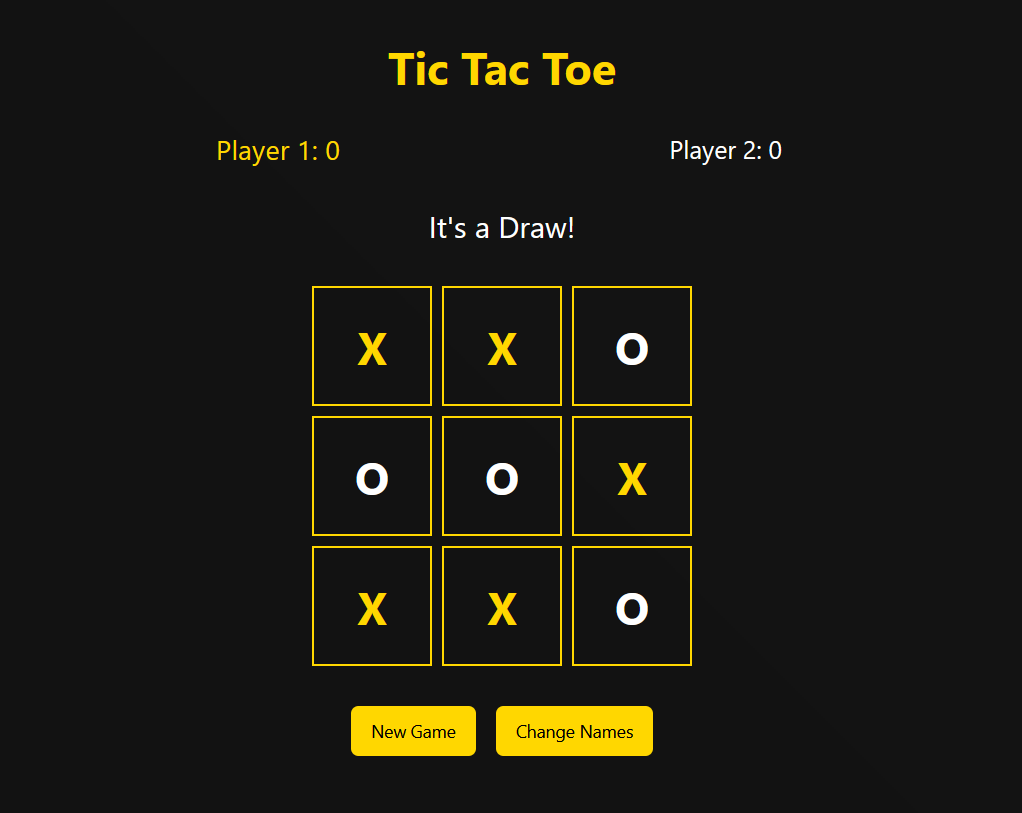 Tic Tac Toe
Player 1: 0 Player 2: 0
It's a Draw!
X X O
O O X
X X O
New Game Change Names